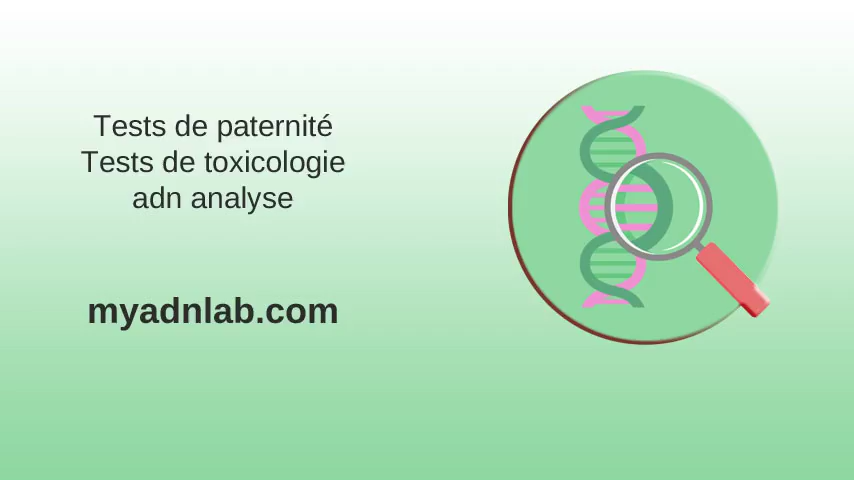 Tests de paternité
Tests de toxicologie
adn analyse
myadnlab.com